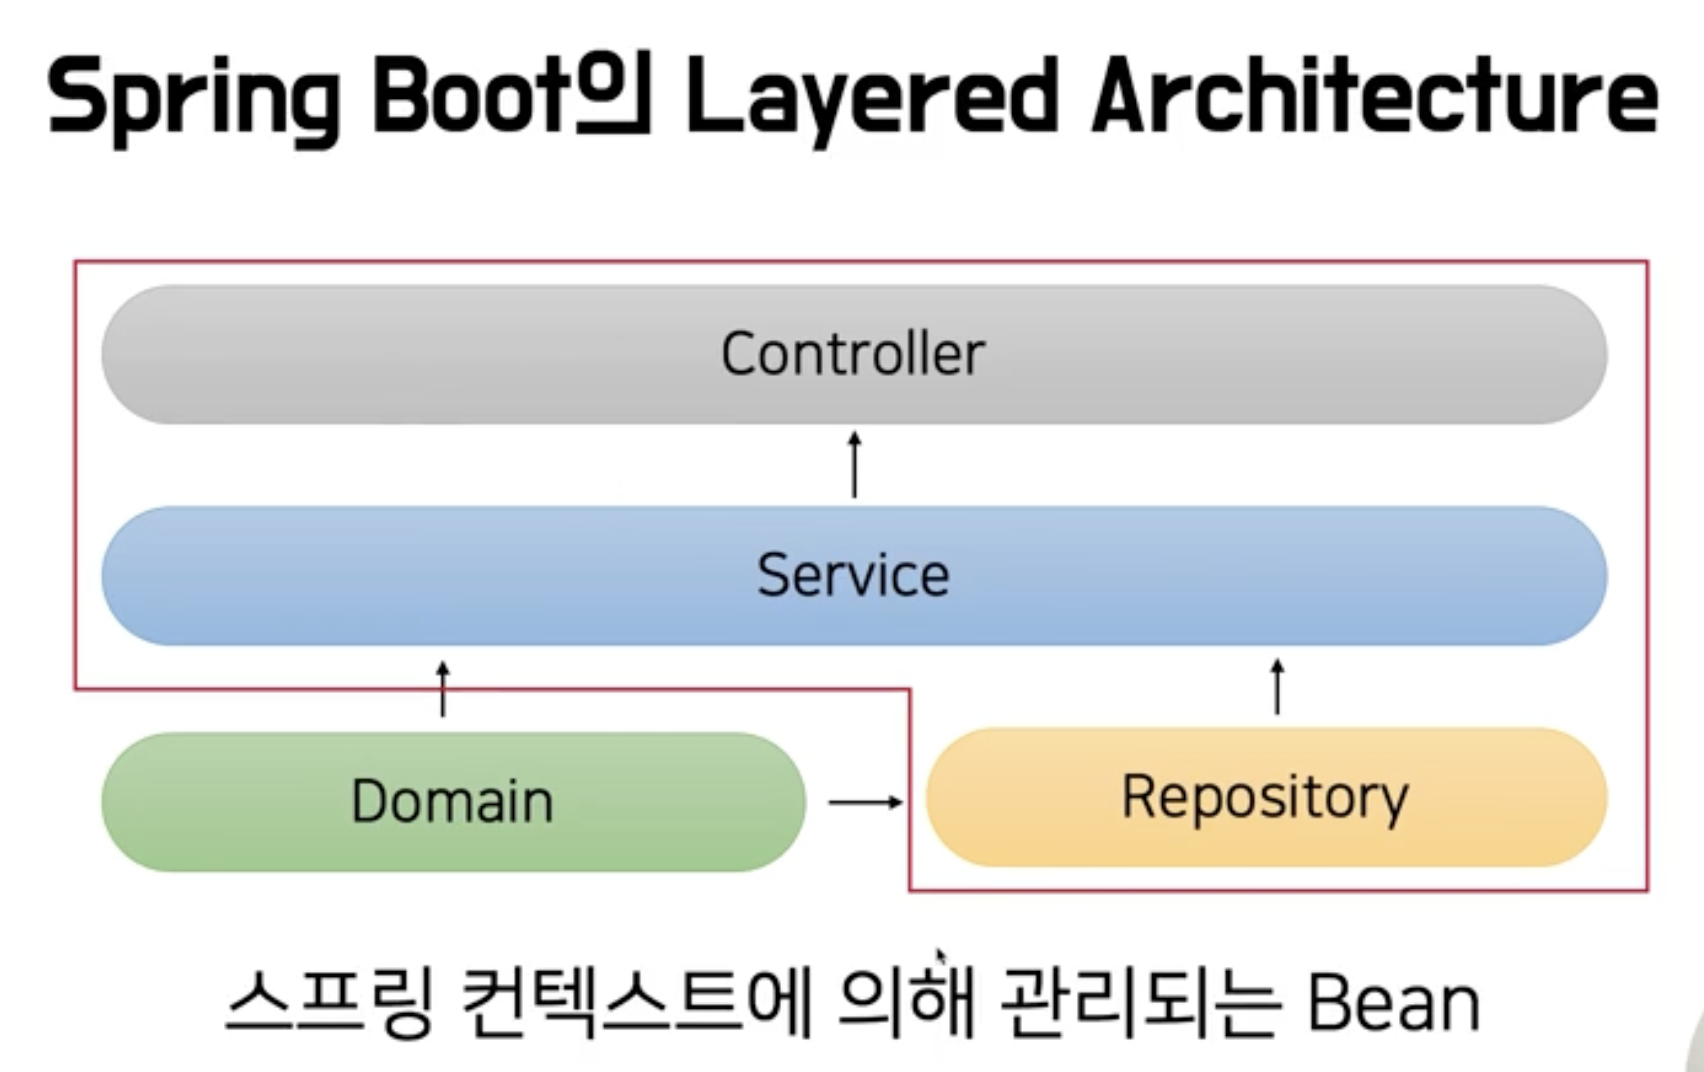 Spring Boot의 Layered Architecture
Controller
Service
Domain
Repository
스프링 컨텍스트에 의해 관리되는 Bean